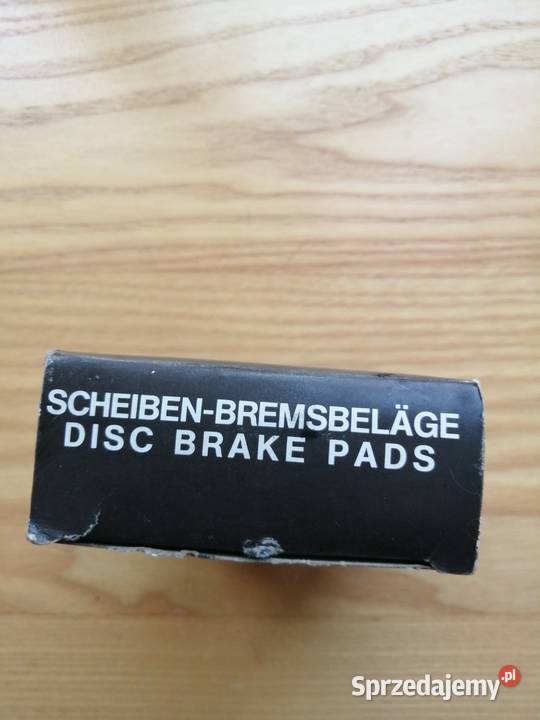 SCHEIBEN-BREMSBELÄGE
DISC BRAKE PADS
Sprzedajemy.pl